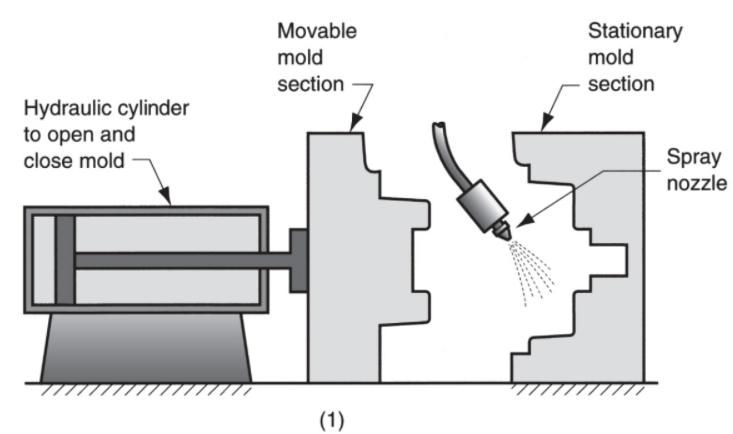 Movable
mold
section
Stationary
mold
section
Hydraulic cylinder
to open and
close mold
Spray
nozzle
(1)